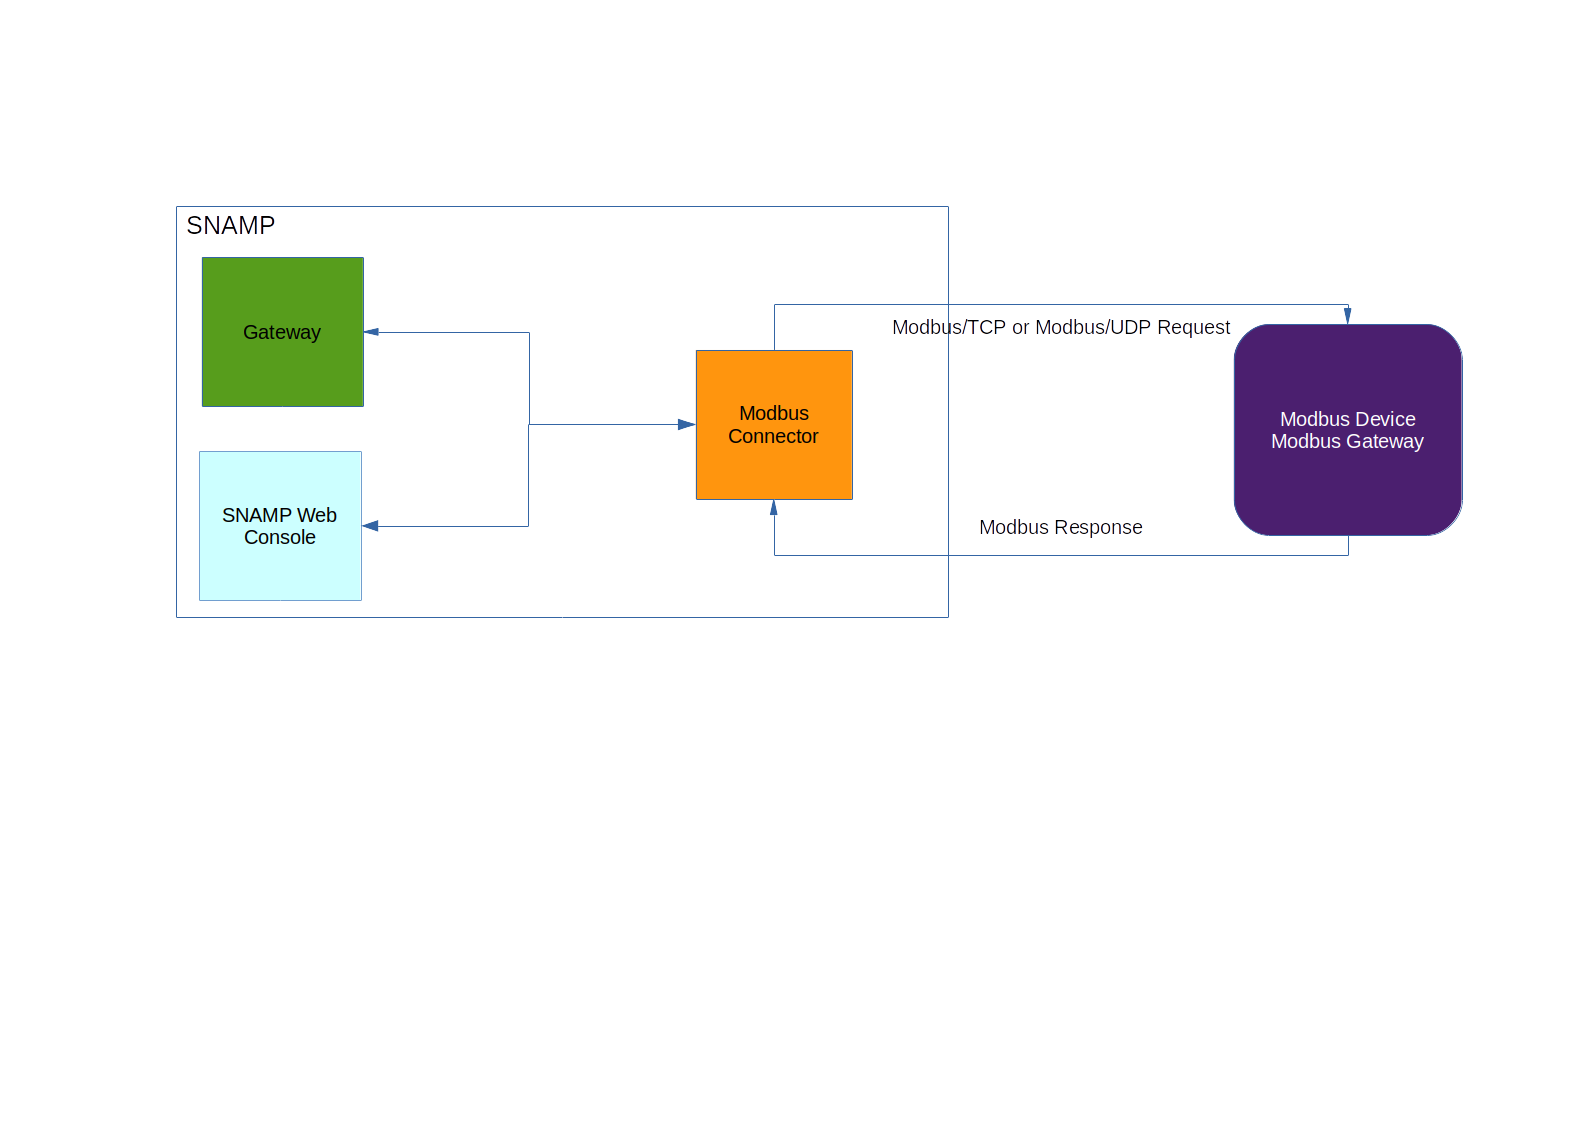 SNAMP
Gateway
Modbus/TCP or Modbus/UDP Request
Modbus
Connector
Modbus Device
Modbus Gateway
SNAMP Web
Console
Modbus Response